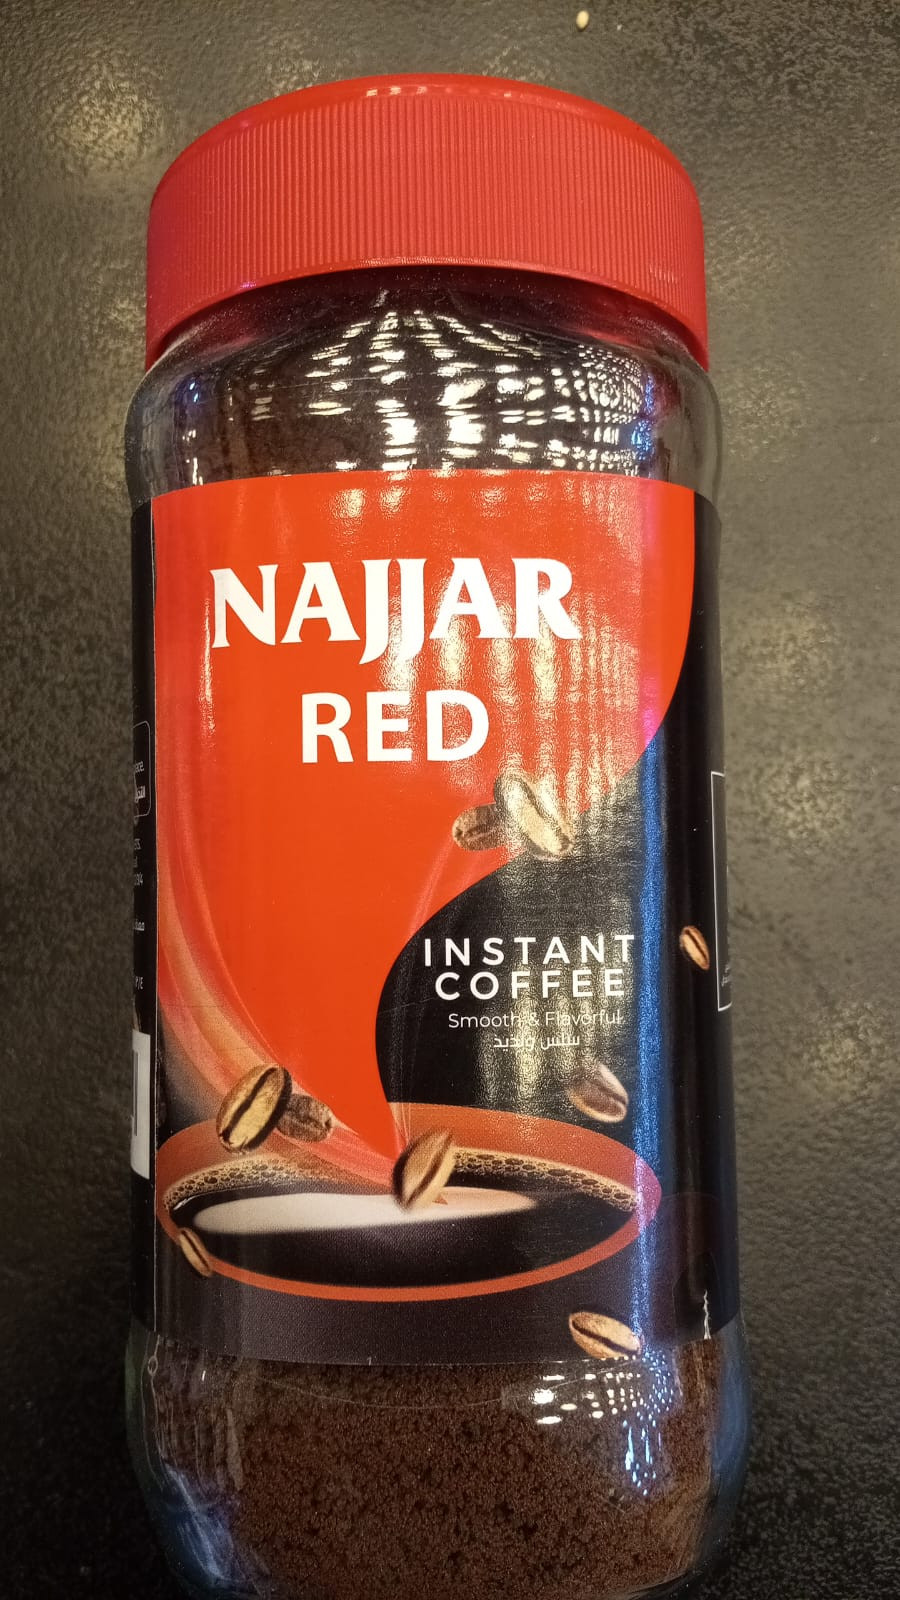 NAJJAR
RED
INSTANT
COFFEE
Smooth & Flavorful
سلس ولذيذ